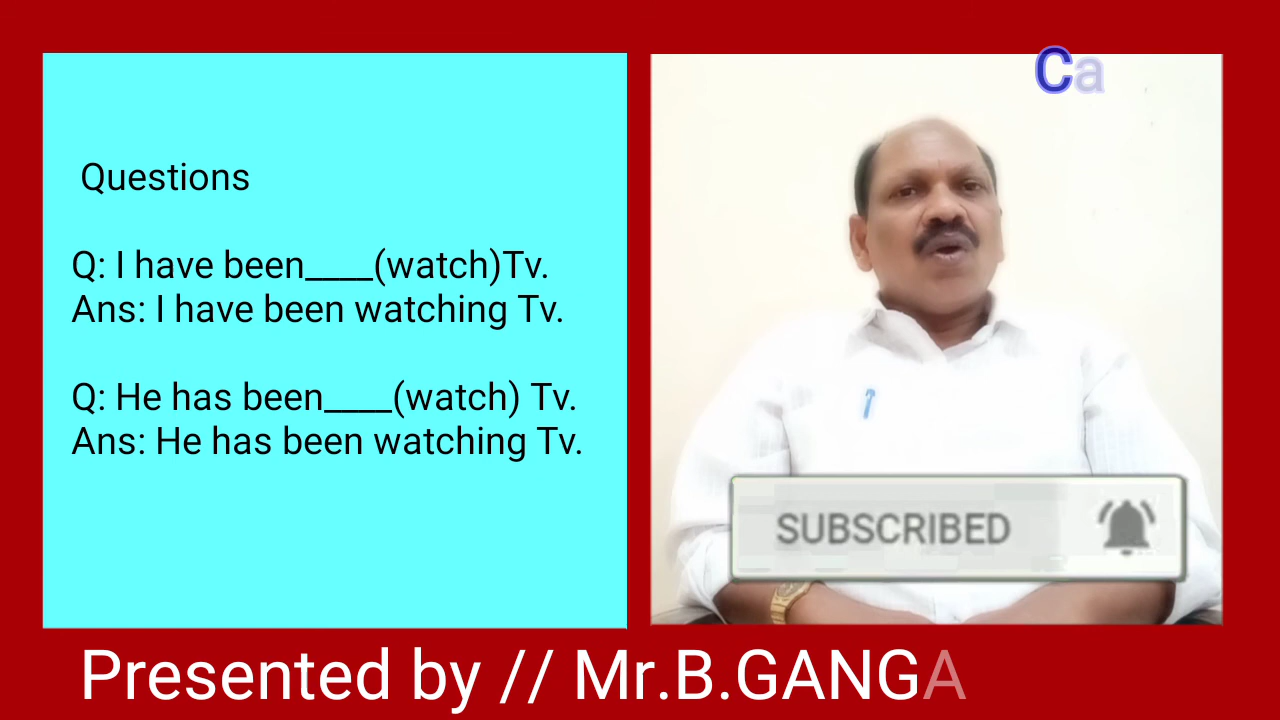 Ca
Questions
Q: I have been____(watch)Tv.
Ans: I have been watching Tv.
Q: He has been____(watch) Tv.
Ans: He has been watching Tv.
SUBSCRIBED
Presented by // Mr.B.GANGA